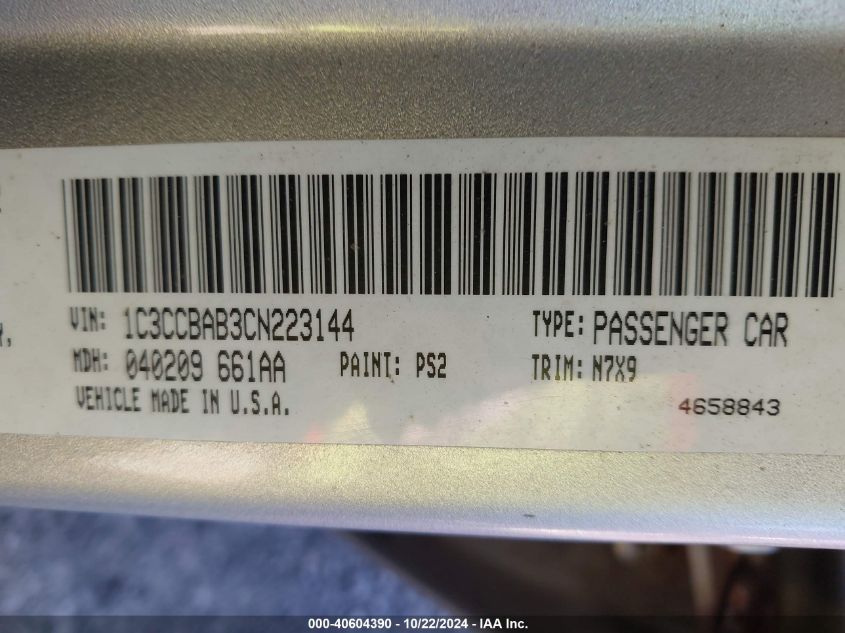 VIN: 1C3CCBAB3CN223144
TYPE: PASSENGER CAR
MDH: 040209 661AA
PAINT: PS2
TRIM: N7X9
VEHICLE MADE IN U.S.A.
4658843
000-40604390 - 10/22/2024 - IAA Inc.